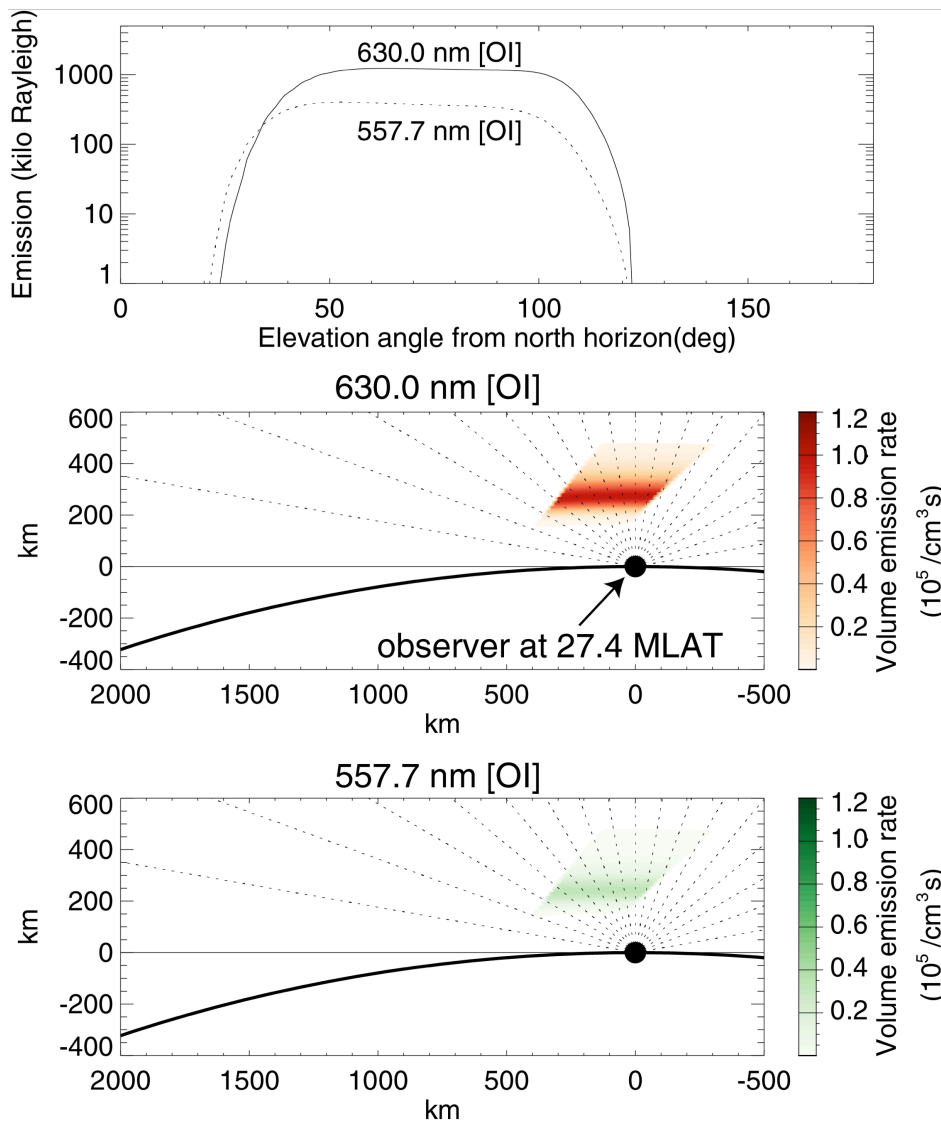 630.0 nm [OI]
557.7 nm [OI]
Emission (kilo Rayleigh)
1000
100
10
1
0 50 100 150
Elevation angle from north horizon(deg)
630.0 nm [OI]
600
400
200
0
-200
-400
km
observer at 27.4 MLAT
2000 1500 1000 500 0 -500
km
1.2
1.0
0.8
0.6
0.4
0.2
Volume emission rate
(10⁵ /cm³ s)
557.7 nm [OI]
600
400
200
0
-200
-400
km
2000 1500 1000 500 0 -500
km
1.2
1.0
0.8
0.6
0.4
0.2
Volume emission rate
(10⁵ /cm³ s)